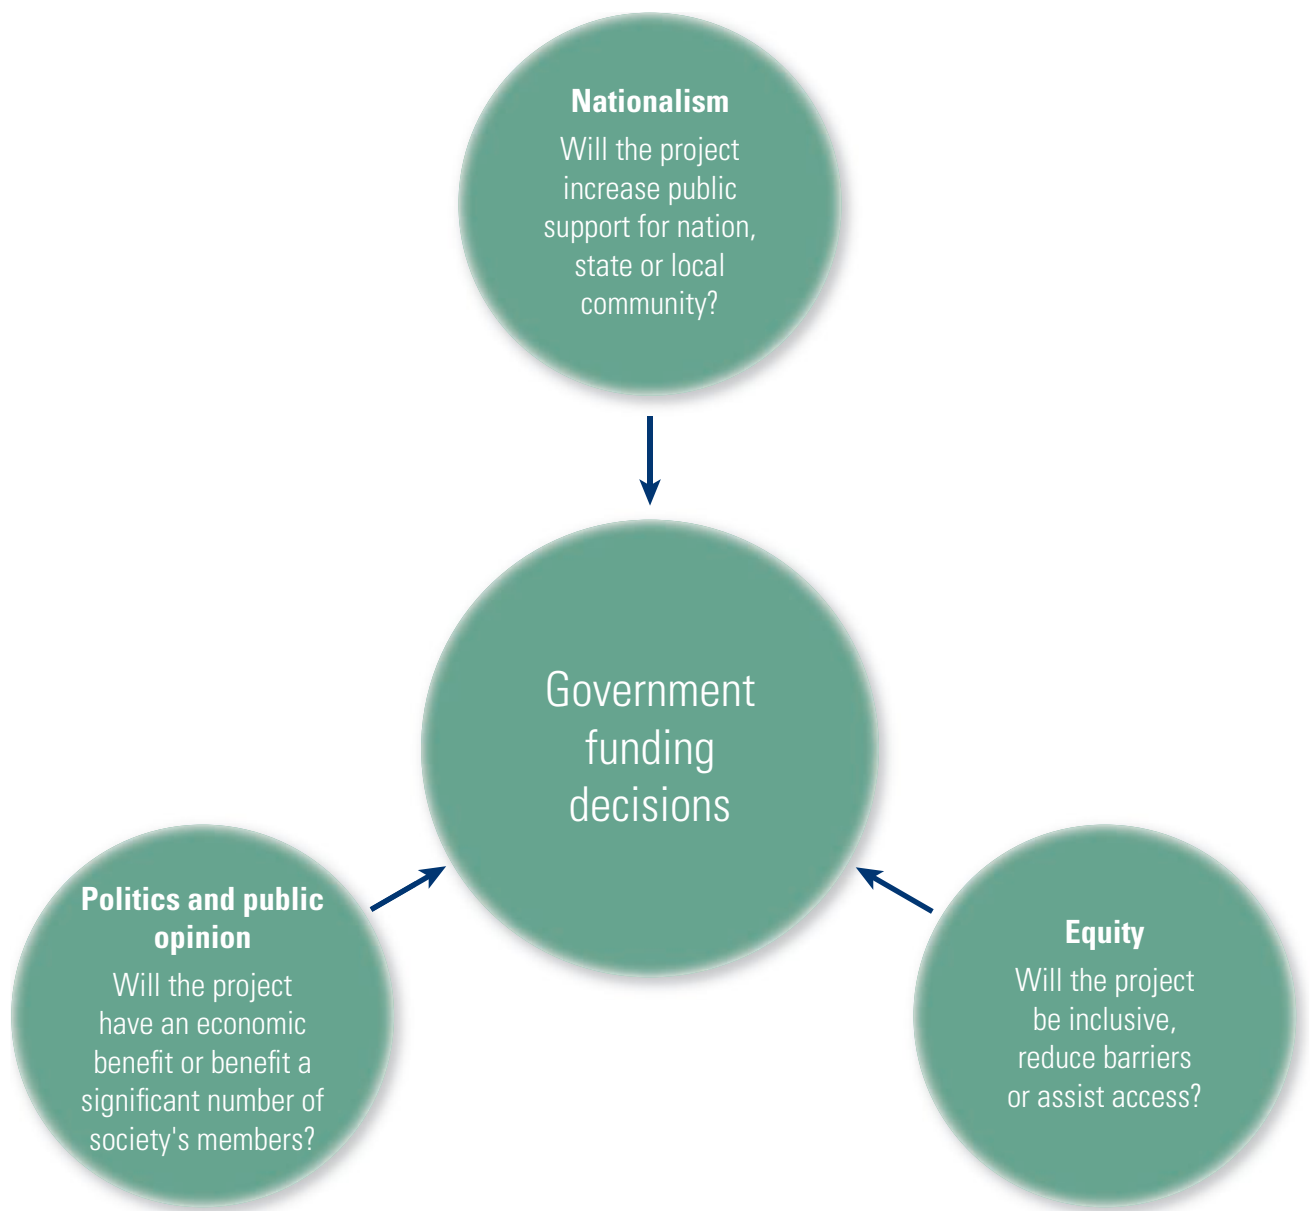 Nationalism
Will the project
increase public
support for nation,
state or local
community?
Government
funding
decisions
Politics and public
opinion
Will the project
have an economic
benefit or benefit a
significant number of
society's members?
Equity
Will the project
be inclusive,
reduce barriers
or assist access?